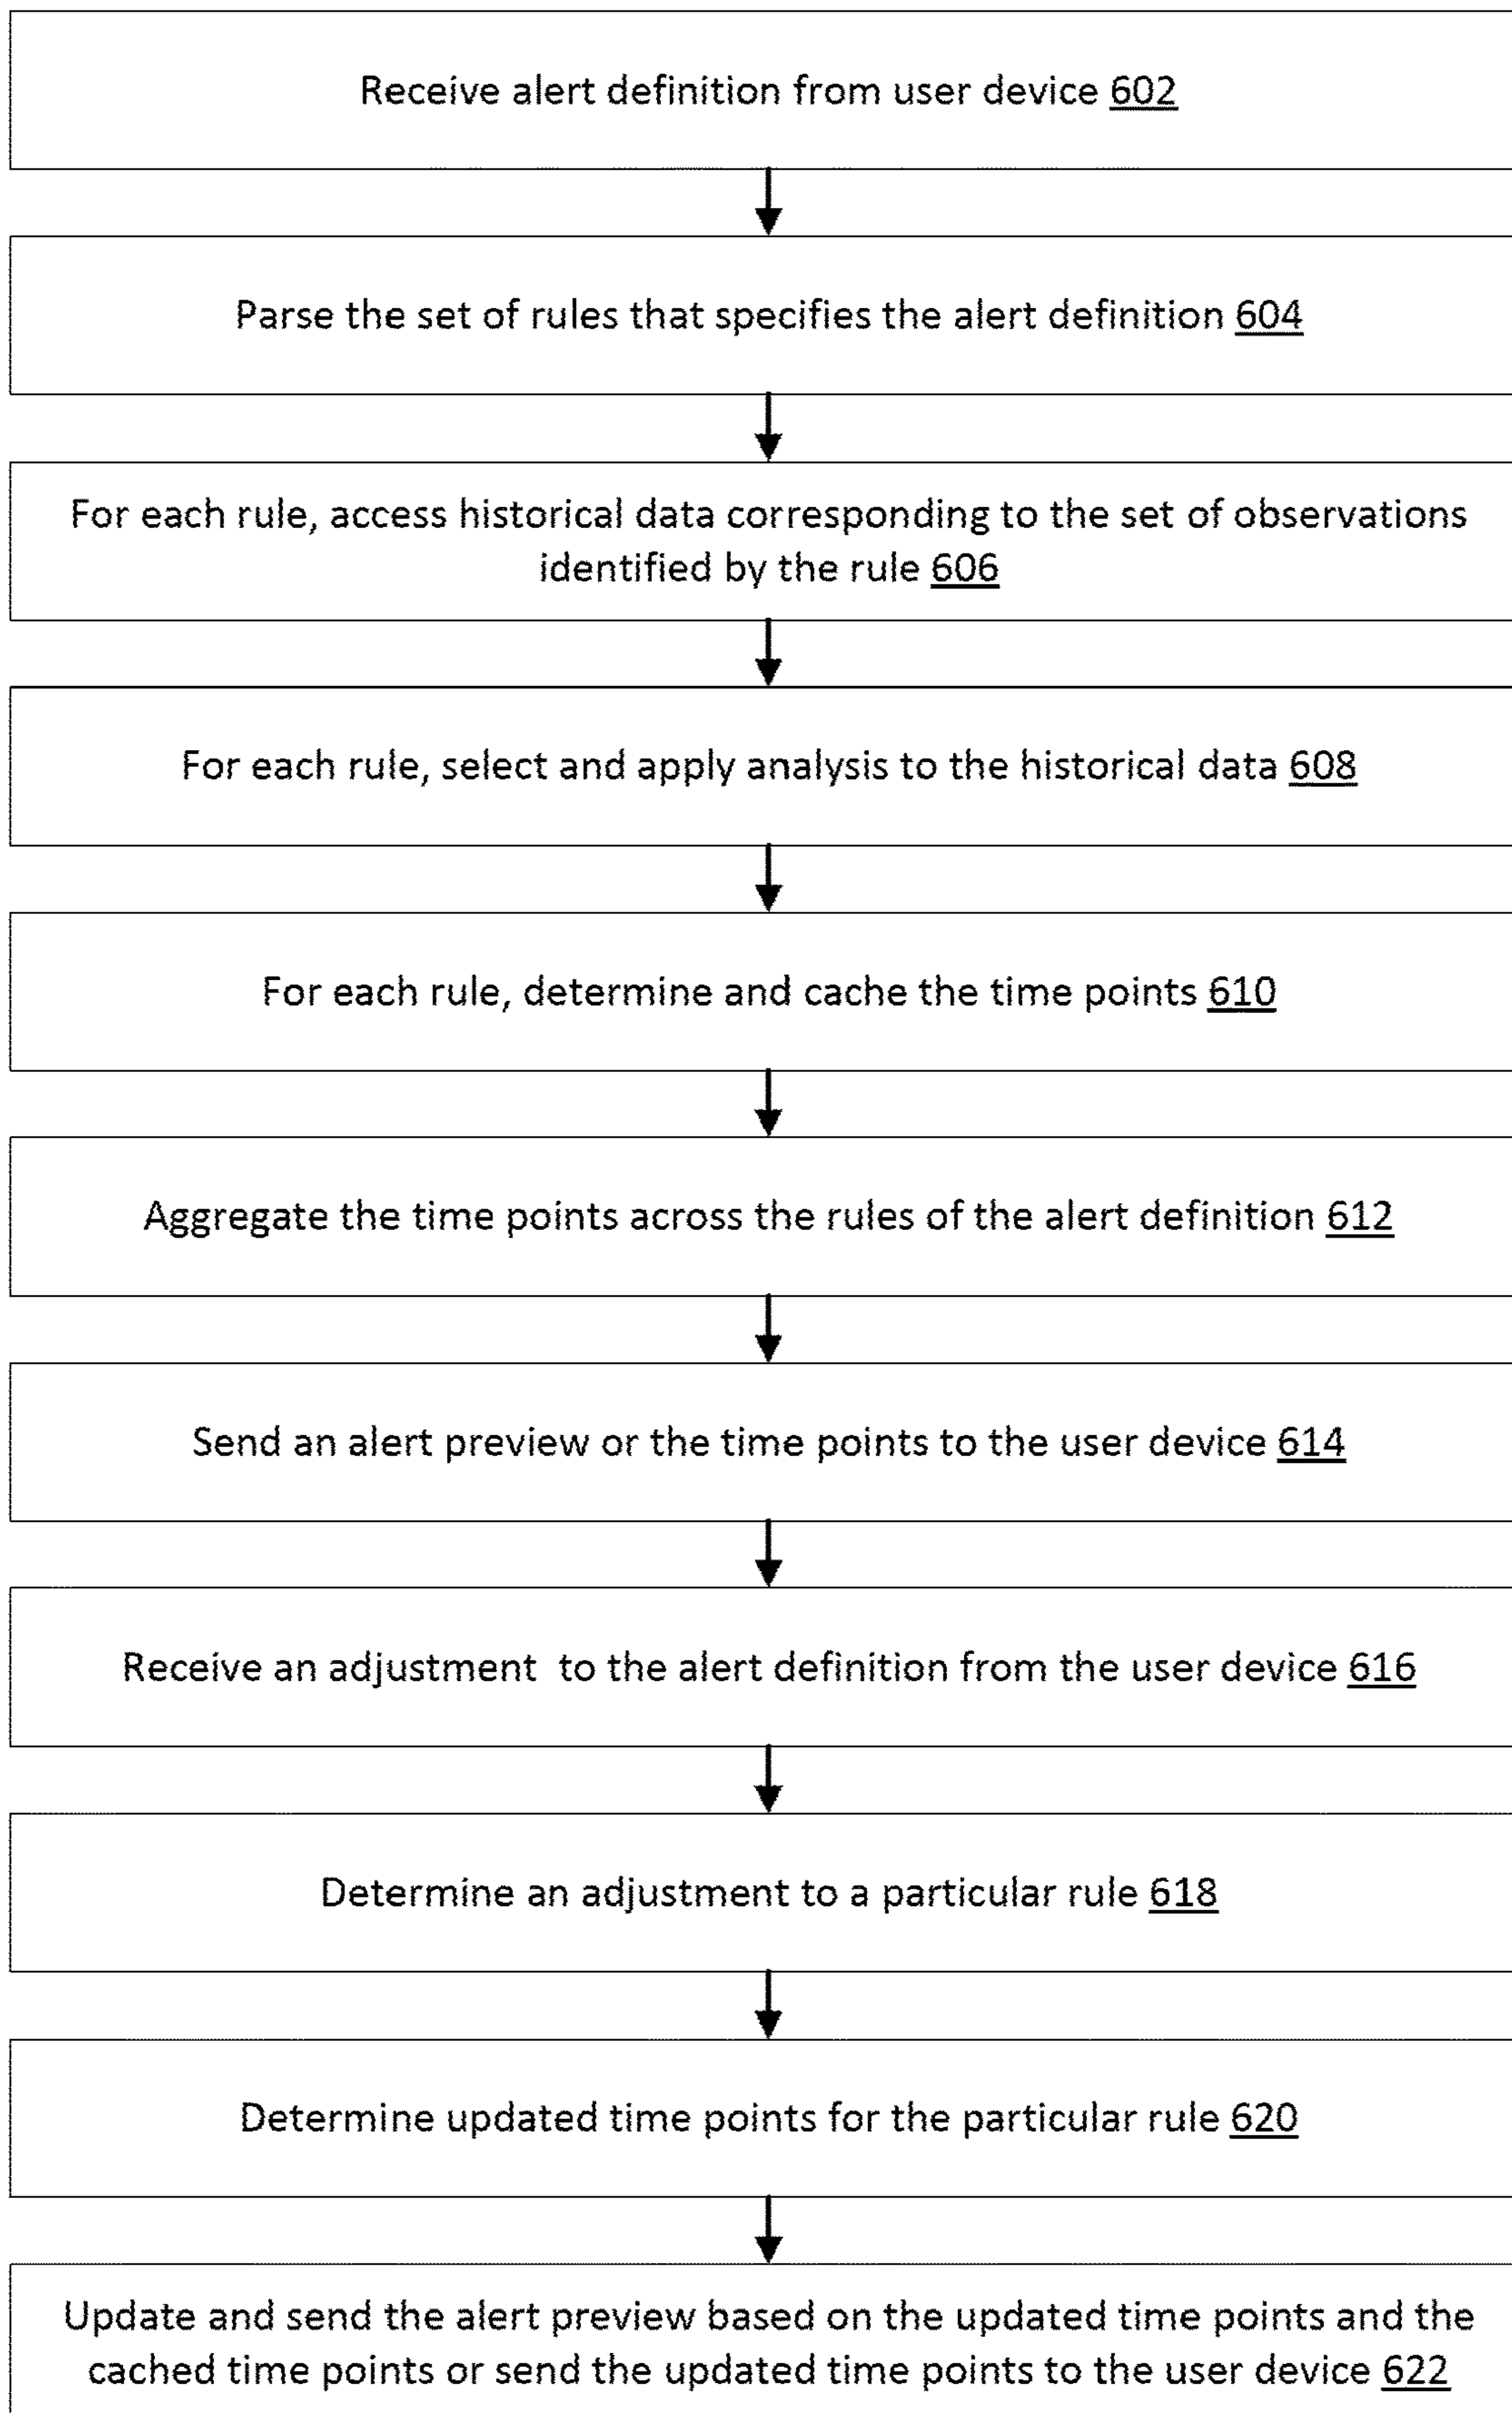 Receive alert definition from user device 602
Parse the set of rules that specifies the alert definition 604
For each rule, access historical data corresponding to the set of observations
identified by the rule 606
For each rule, select and apply analysis to the historical data 608
For each rule, determine and cache the time points 610
Aggregate the time points across the rules of the alert definition 612
Send an alert preview or the time points to the user device 614
Receive an adjustment  to the alert definition from the user device 616
Determine an adjustment to a particular rule 618
Determine updated time points for the particular rule 620
Update and send the alert preview based on the updated time points and the
cached time points or send the updated time points to the user device 622